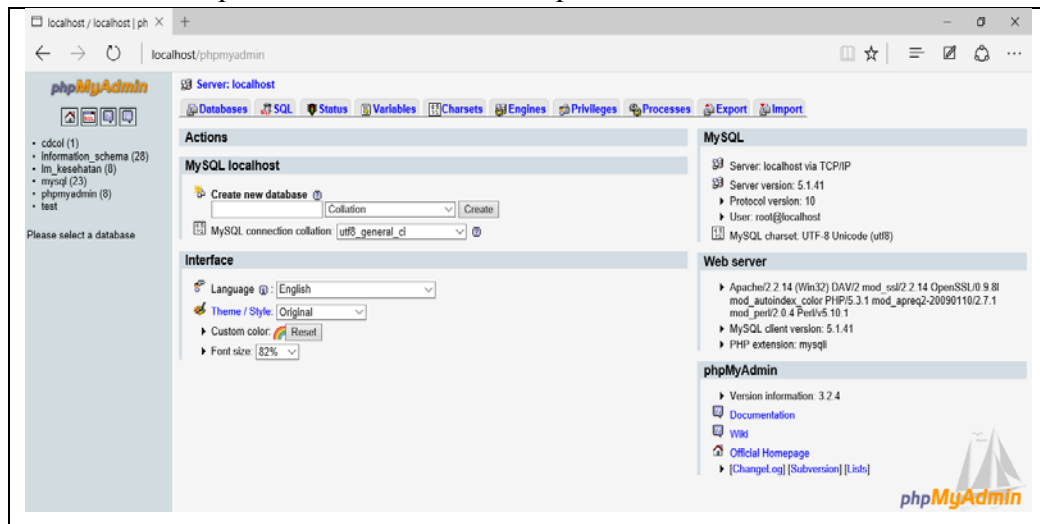 localhost / localhost | ph
localhost/phpmyadmin
phpMyAdmin
cdcol (1)
information_schema (28)
lm_kesehatan (8)
mysql (23)
phpmyadmin (8)
test
Please select a database
Server: localhost
Databases SQL Status Variables Charsets Engines Privileges Processes Export Import
Actions
MySQL localhost
Create new database
Collation Create
MySQL connection collation: utf8_general_ci
Interface
Language : English
Theme / Style: Original
Custom color: Reset
Font size: 82%
MySQL
Server: localhost via TCP/IP
Server version: 5.1.41
Protocol version: 10
User: root@localhost
MySQL charset: UTF-8 Unicode (utf8)
Web server
Apache/2.2.14 (Win32) DAV/2 mod_ssl/2.2.14 OpenSSL/0.9.8l
mod_autoindex_color PHP/5.3.1 mod_apreq2-20090110/2.7.1
mod_perl/2.0.4 Perl/v5.10.1
MySQL client version: 5.1.41
PHP extension: mysqli
phpMyAdmin
Version information: 3.2.4
Documentation
Wiki
Official Homepage
[ChangeLog] [Subversion] [Lists]
phpMyAdmin